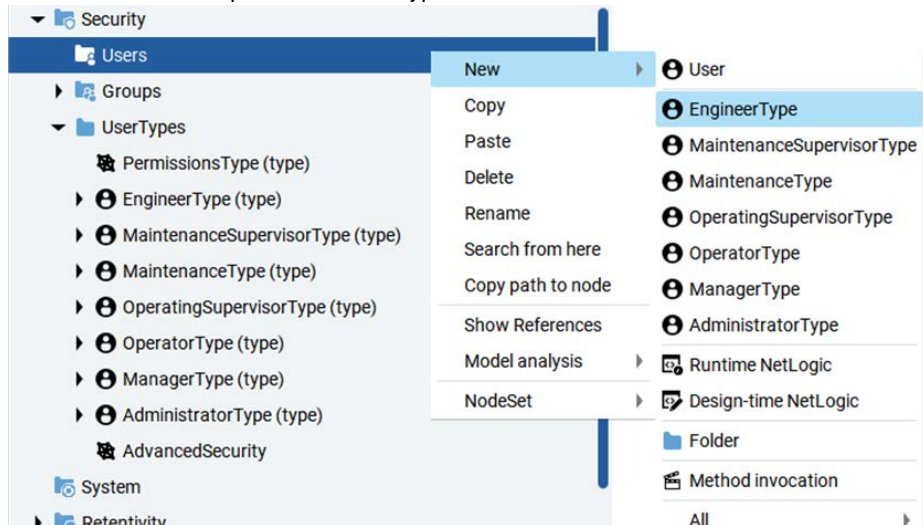 Security
Users
Groups
UserTypes
PermissionsType (type)
EngineerType (type)
MaintenanceSupervisorType (type)
MaintenanceType (type)
OperatingSupervisorType (type)
OperatorType (type)
ManagerType (type)
AdministratorType (type)
AdvancedSecurity
System
Retentivity
New
Copy
Paste
Delete
Rename
Search from here
Copy path to node
Show References
Model analysis
NodeSet
User
EngineerType
MaintenanceSupervisorType
MaintenanceType
OperatingSupervisorType
OperatorType
ManagerType
AdministratorType
Runtime NetLogic
Design-time NetLogic
Folder
Method invocation
All